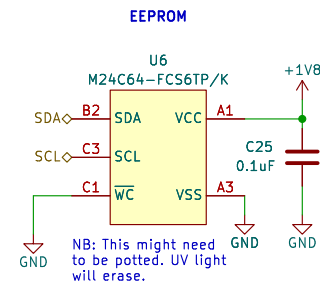 EEPROM
U6
M24C64-FCS6TP/K
+1V8
SDA B2 SDA VCC A1
SCL C3 SCL
C25
0.1uF
C1 WC VSS A3
GND GND GND
NB: This might need
to be potted. UV light
will erase.